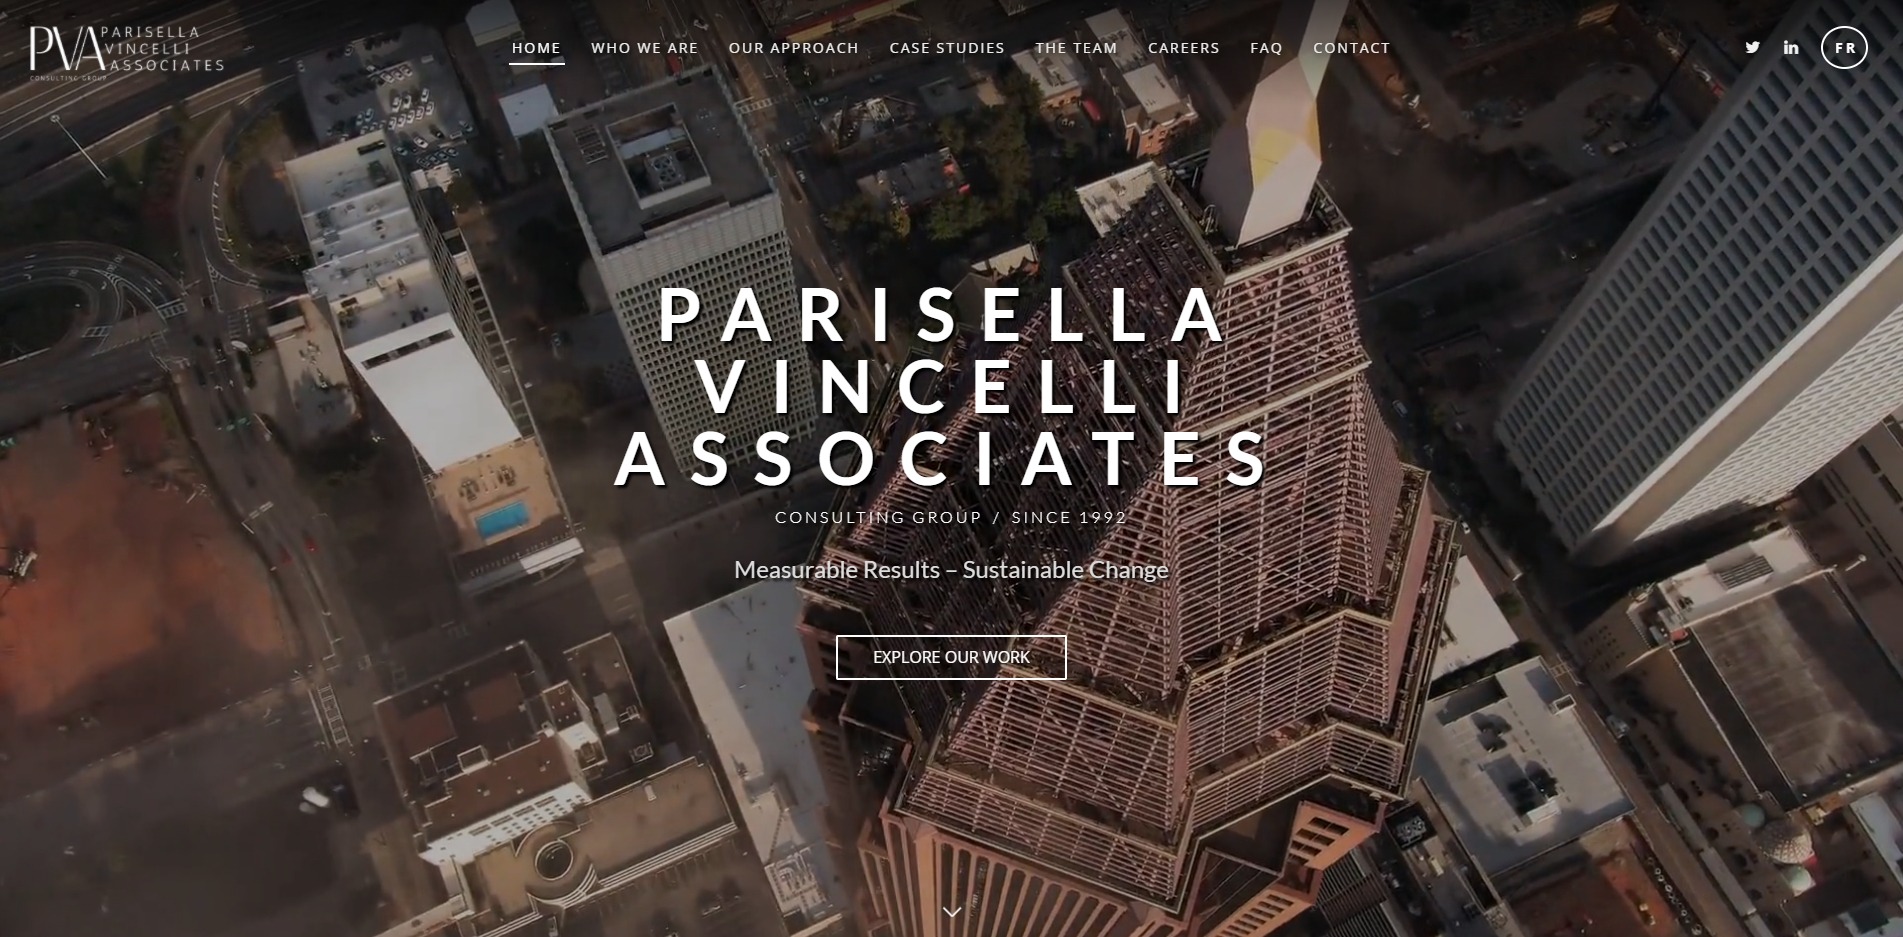 PVA
PARISELLA
VINCELLI
ASSOCIATES
CONSULTING GROUP
HOME
WHO WE ARE
OUR APPROACH
CASE STUDIES
THE TEAM
CAREERS
FAQ
CONTACT
FR
PARISELLA
VINCELLI
ASSOCIATES
CONSULTING GROUP / SINCE 1992
Measurable Results – Sustainable Change
EXPLORE OUR WORK